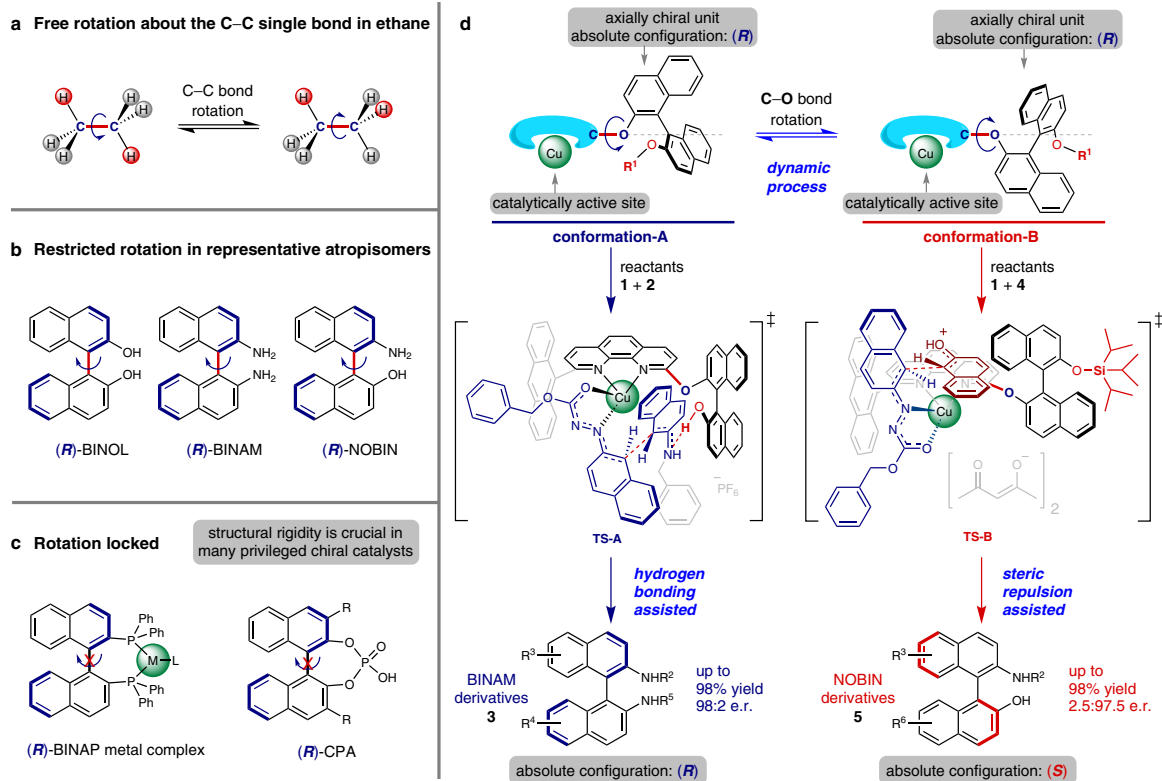 a Free rotation about the C–C single bond in ethane
H
H
H
C
C
H
H
H
C–C bond
rotation
H
H
H
C
C
H
H
H
b Restricted rotation in representative atropisomers
OH
OH
(R)-BINOL
NH2
NH2
(R)-BINAM
NH2
OH
(R)-NOBIN
c Rotation locked
structural rigidity is crucial in
many privileged chiral catalysts
Ph
Ph
P
M L
P
Ph
Ph
(R)-BINAP metal complex
R
O
O
P
OH
O
R
(R)-CPA
d
axially chiral unit
absolute configuration: (R)
C O
O
R1
Cu
catalytically active site
conformation-A
C–O bond
rotation
dynamic
process
axially chiral unit
absolute configuration: (R)
C O
O
R1
Cu
catalytically active site
conformation-B
reactants
1 + 2
‡
N
N
O
Cu
O
O
N
N
H
H
NH
H
O
–
PF6
TS-A
hydrogen
bonding
assisted
R3
NHR2
NHR5
R4
BINAM
derivatives
3
up to
98% yield
98:2 e.r.
absolute configuration: (R)
reactants
1 + 4
‡
+
HO
H
H
N
N
O
O
Si
N
N
Cu
O
O
O
O–
2
TS-B
steric
repulsion
assisted
R3
NHR2
OH
R6
NOBIN
derivatives
5
up to
98% yield
2.5:97.5 e.r.
absolute configuration: (S)